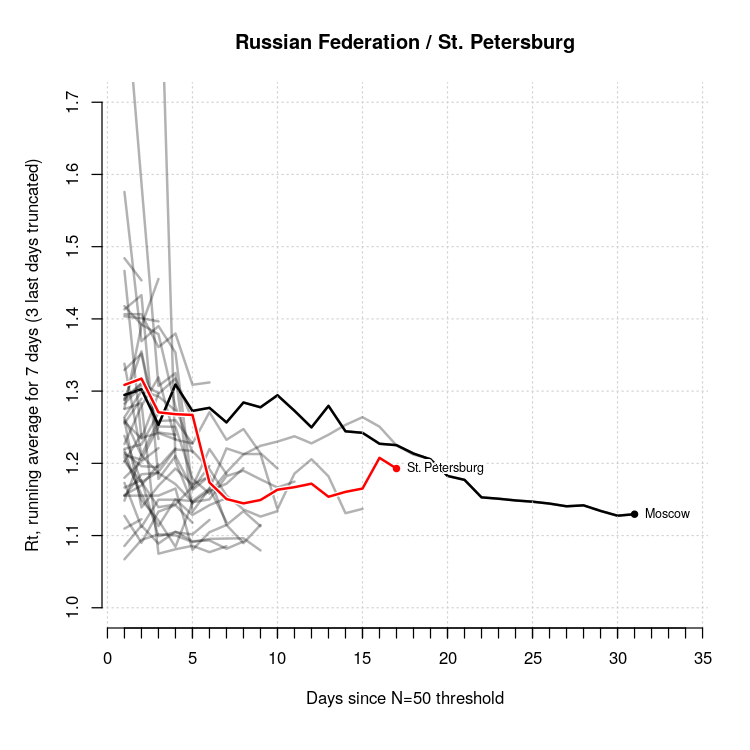 Russian Federation / St. Petersburg
Rt, running average for 7 days (3 last days truncated)
1.7
1.6
1.5
1.4
1.3
1.2
1.1
1.0
St. Petersburg
Moscow
0 5 10 15 20 25 30 35
Days since N=50 threshold